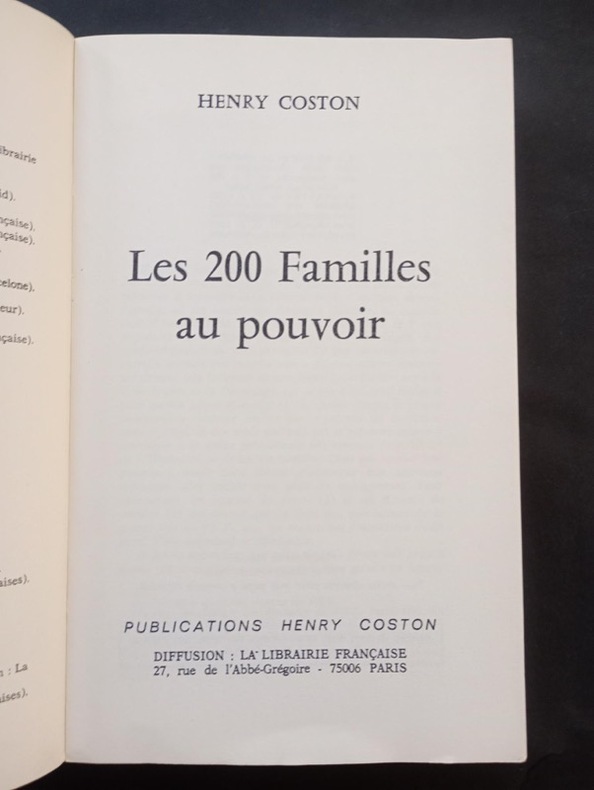 HENRY COSTON
Les 200 Familles
au pouvoir
PUBLICATIONS HENRY COSTON
DIFFUSION : LA LIBRAIRIE FRANÇAISE
27, rue de l'Abbé-Grégoire - 75006 PARIS